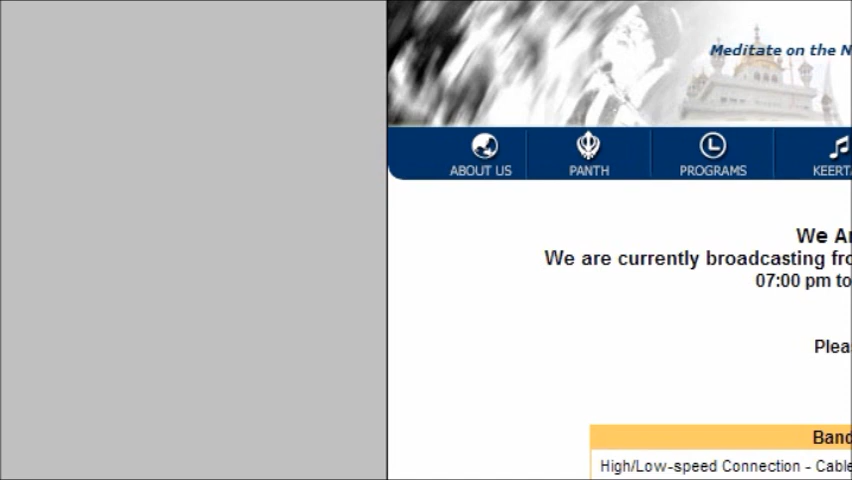 Meditate on the N
ABOUT US
PANTH
PROGRAMS
KEERT
We A
We are currently broadcasting fro
07:00 pm to
Plea
Band
High/Low-speed Connection - Cable